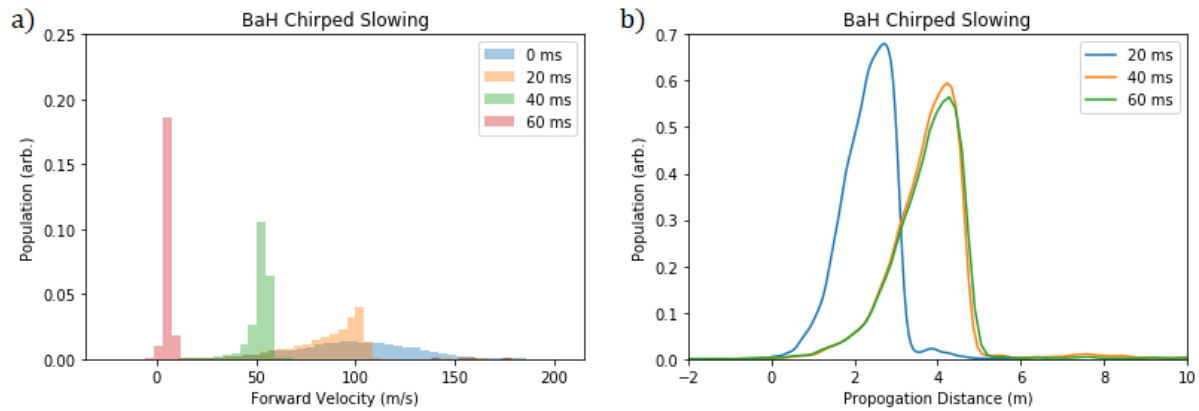 a)
BaH Chirped Slowing
0.25
0.20
0.15
0.10
0.05
0.00
Population (arb.)
0 ms
20 ms
40 ms
60 ms
0
50
100
150
200
Forward Velocity (m/s)
b)
BaH Chirped Slowing
0.7
0.6
0.5
0.4
0.3
0.2
0.1
0.0
Population (arb.)
20 ms
40 ms
60 ms
−2
0
2
4
6
8
10
Propogation Distance (m)